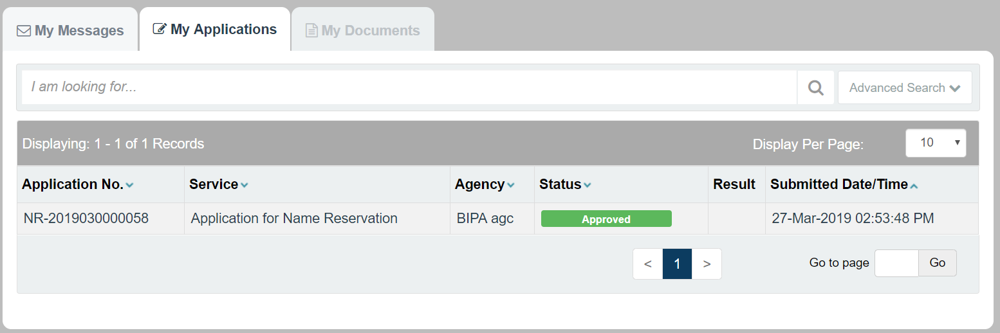 My Messages My Applications My Documents
I am looking for... Advanced Search
Displaying: 1 - 1 of 1 Records Display Per Page: 10
Application No. Service Agency Status Result Submitted Date/Time
NR-2019030000058 Application for Name Reservation BIPA agc Approved 27-Mar-2019 02:53:48 PM
< 1 > Go to page Go